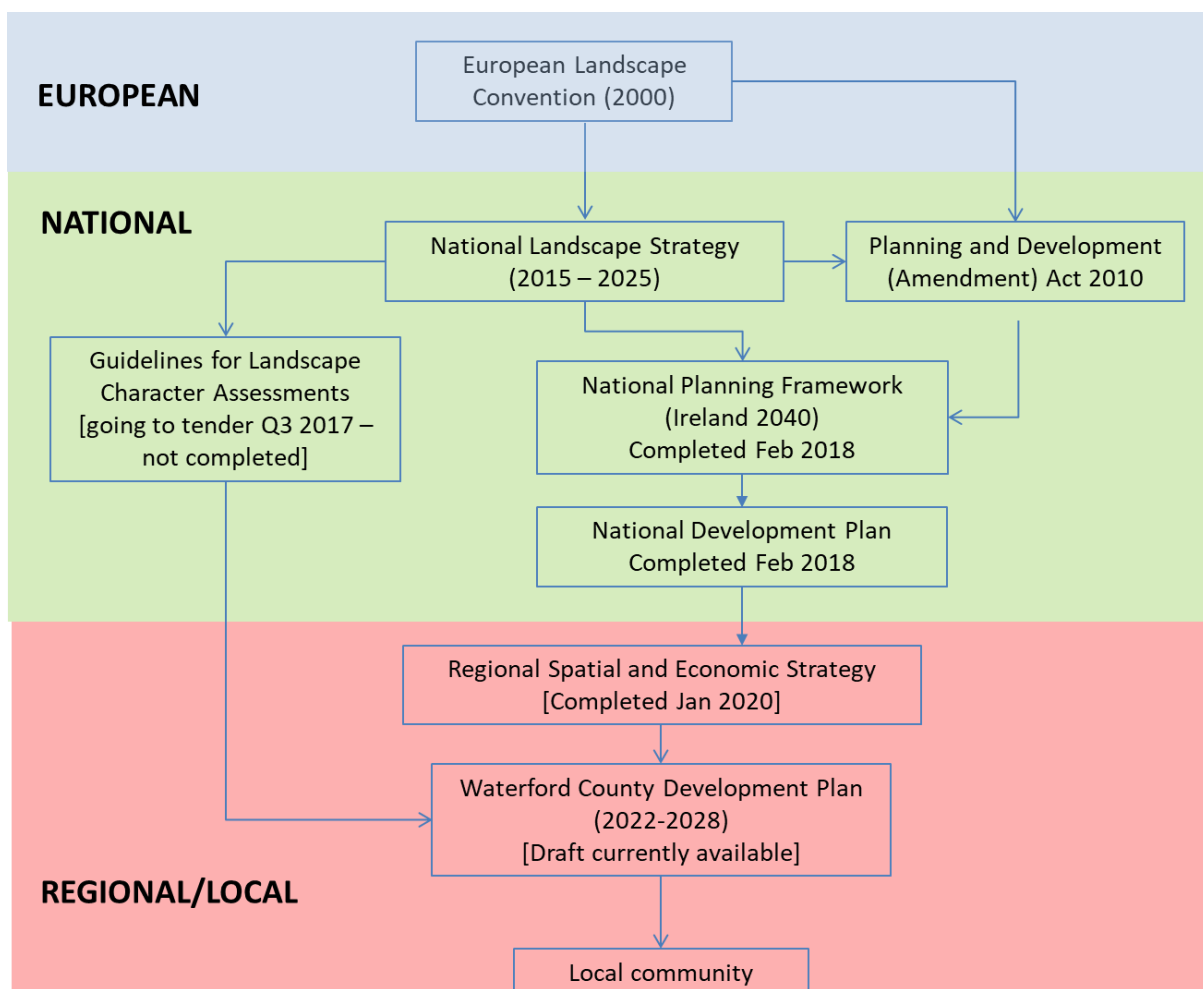 EUROPEAN
European Landscape
Convention (2000)
NATIONAL
National Landscape Strategy
(2015 – 2025)
Planning and Development
(Amendment) Act 2010
Guidelines for Landscape
Character Assessments
[going to tender Q3 2017 –
not completed]
National Planning Framework
(Ireland 2040)
Completed Feb 2018
National Development Plan
Completed Feb 2018
Regional Spatial and Economic Strategy
[Completed Jan 2020]
Waterford County Development Plan
(2022-2028)
[Draft currently available]
REGIONAL/LOCAL
Local community